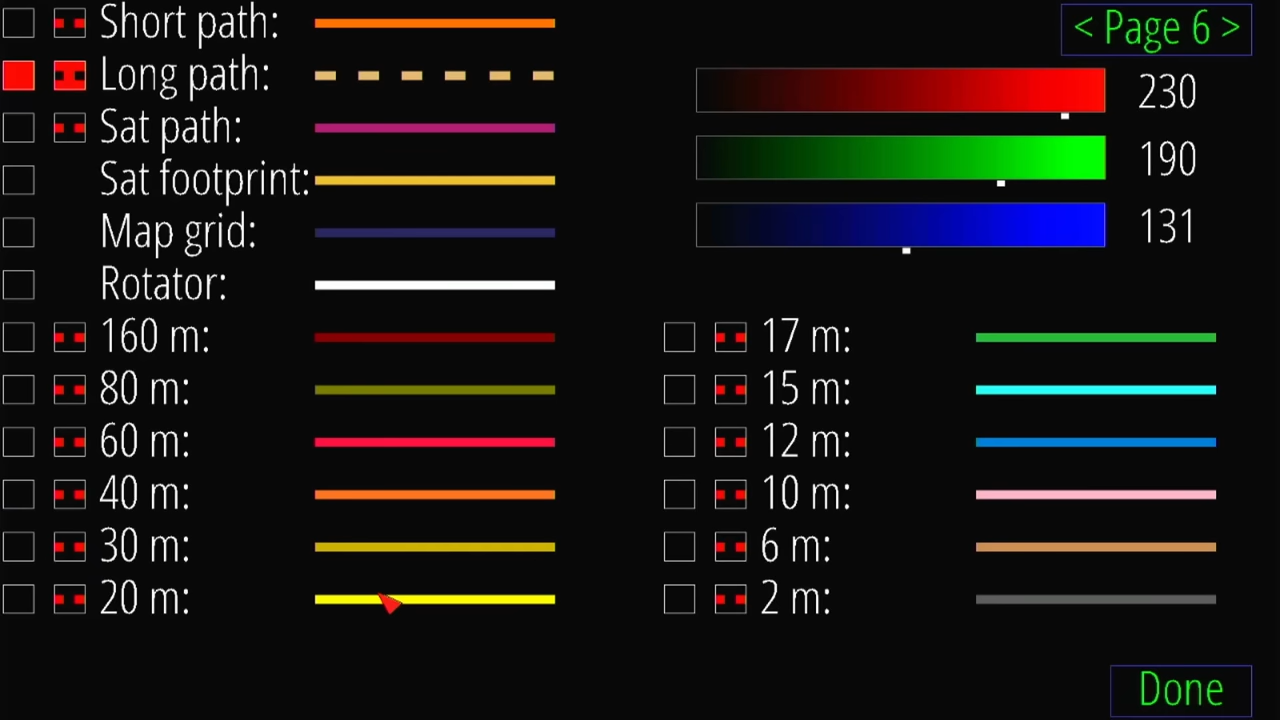 Short path:
< Page 6 >
Long path:
230
Sat path:
190
Sat footprint:
Map grid:
131
Rotator:
160 m:
17 m:
80 m:
15 m:
60 m:
12 m:
40 m:
10 m:
30 m:
6 m:
20 m:
2 m:
Done